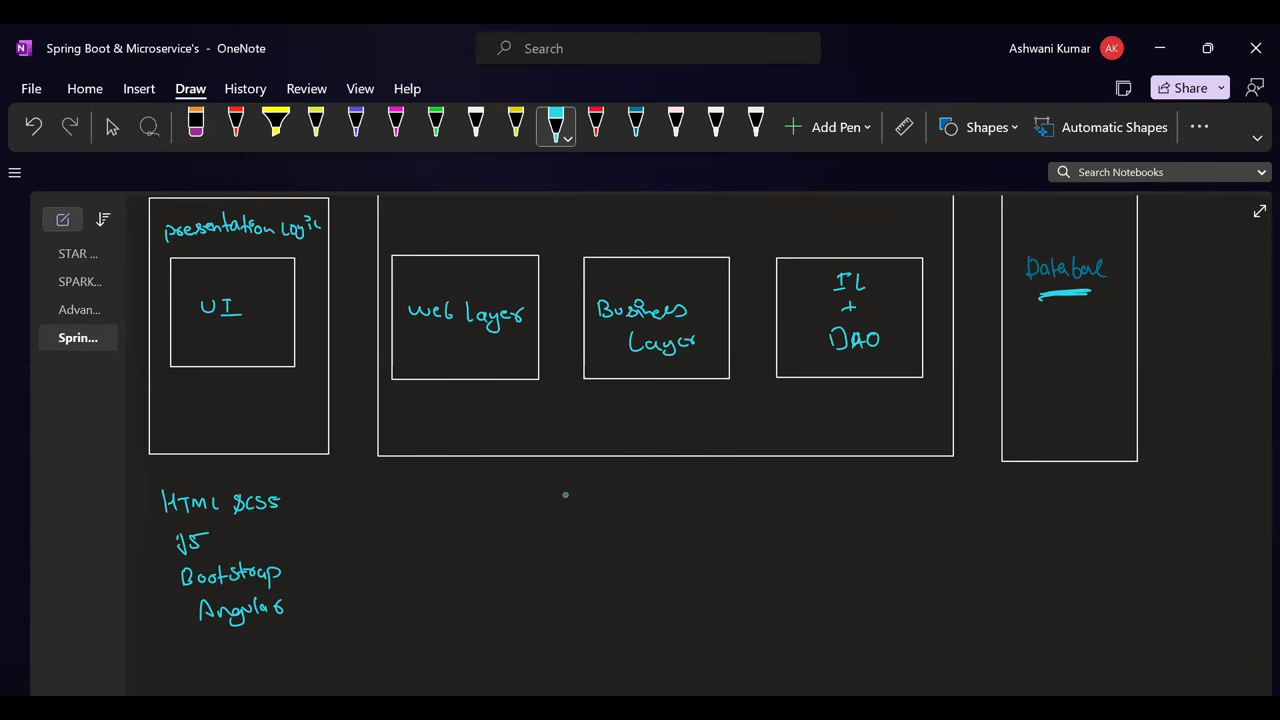 Spring Boot & Microservice's - OneNote
Search
Ashwani Kumar
AK
File
Home
Insert
Draw
History
Review
View
Help
Share
Add Pen
Shapes
Automatic Shapes
Search Notebooks
STAR ...
SPARK...
Advan...
Sprin...
presentation Logic
UI
web layer
Business
Layer
IL
+
DAO
Database
HTML &CSS
JS
Bootstrap
Angular